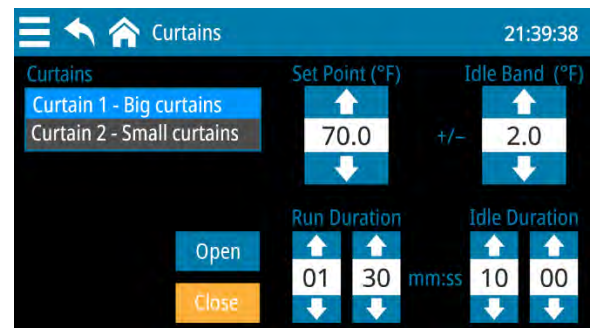 Curtains
21:39:38
Curtains
Curtain 1 - Big curtains
Curtain 2 - Small curtains
Set Point (°F)
Idle Band (°F)
70.0
+/−
2.0
Run Duration
Idle Duration
01 30 mm:ss 10 00
Open
Close